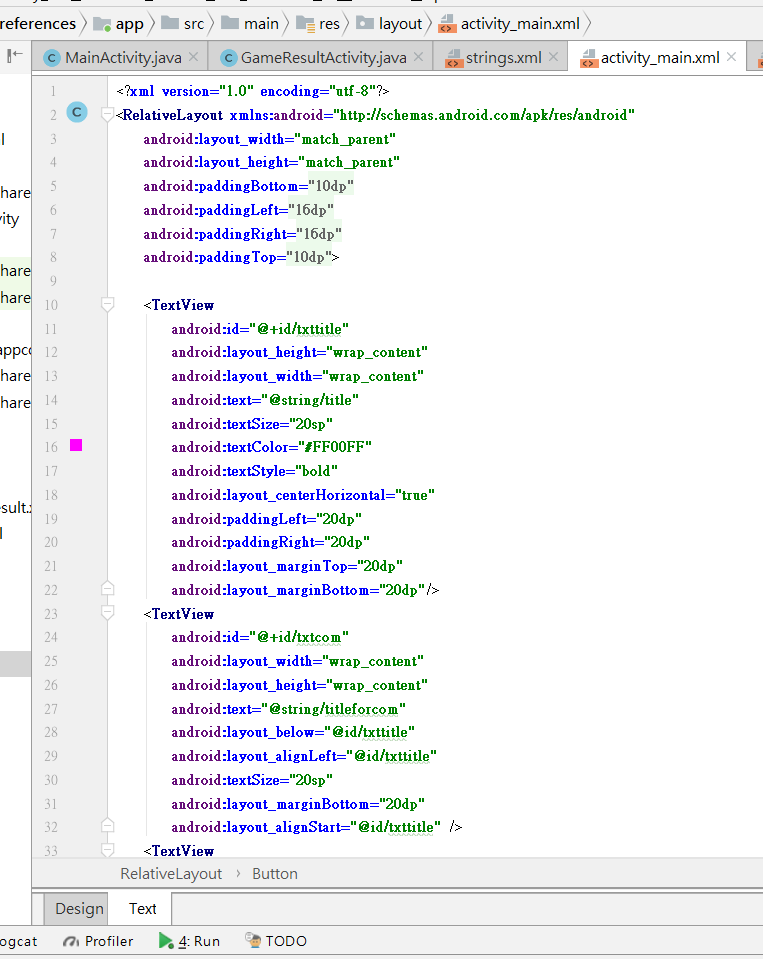 references app src main res layout activity_main.xml
MainActivity.java GameResultActivity.java strings.xml activity_main.xml
1 <?xml version="1.0" encoding="utf-8"?>
2 <RelativeLayout xmlns:android="http://schemas.android.com/apk/res/android"
3 android:layout_width="match_parent"
4 android:layout_height="match_parent"
5 android:paddingBottom="10dp"
6 android:paddingLeft="16dp"
7 android:paddingRight="16dp"
8 android:paddingTop="10dp">
9
10 <TextView
11 android:id="@+id/txttitle"
12 android:layout_height="wrap_content"
13 android:layout_width="wrap_content"
14 android:text="@string/title"
15 android:textSize="20sp"
16 android:textColor="#FF00FF"
17 android:textStyle="bold"
18 android:layout_centerHorizontal="true"
19 android:paddingLeft="20dp"
20 android:paddingRight="20dp"
21 android:layout_marginTop="20dp"
22 android:layout_marginBottom="20dp"/>
23 <TextView
24 android:id="@+id/txtcom"
25 android:layout_width="wrap_content"
26 android:layout_height="wrap_content"
27 android:text="@string/titleforcom"
28 android:layout_below="@id/txttitle"
29 android:layout_alignLeft="@id/txttitle"
30 android:textSize="20sp"
31 android:layout_marginBottom="20dp"
32 android:layout_alignStart="@id/txttitle" />
33 <TextView
hare
ity
hare
hare
appco
hare
hare
sult.x
RelativeLayout › Button
Design Text
ogcat Profiler 4: Run TODO